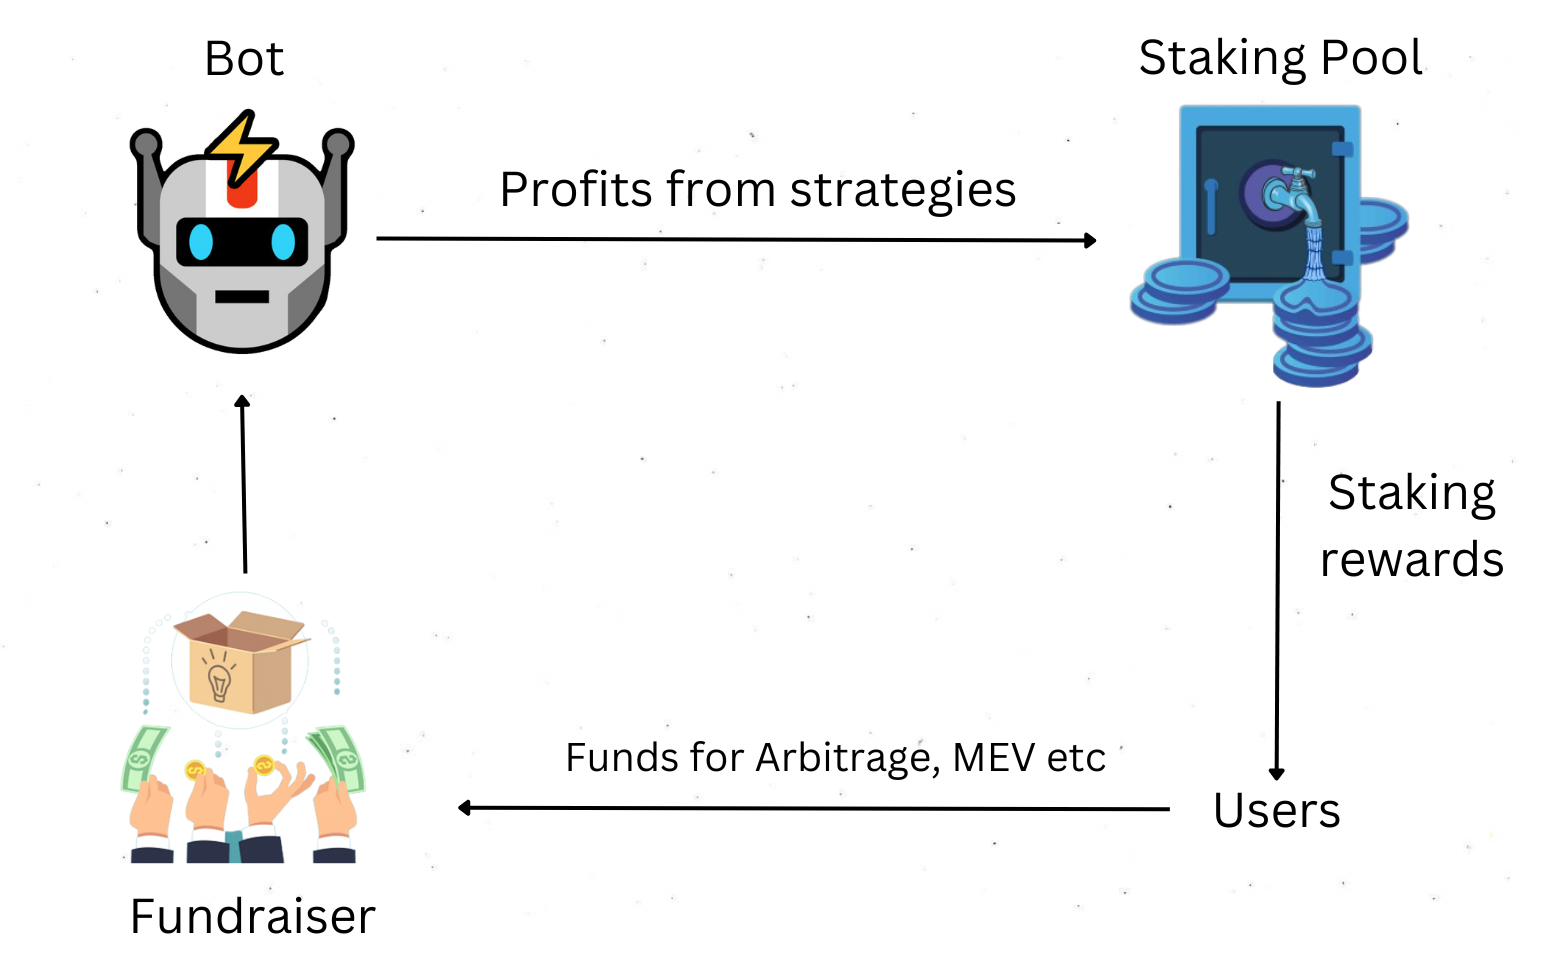 Bot
Staking Pool
Profits from strategies
Staking
rewards
Funds for Arbitrage, MEV etc
Users
Fundraiser